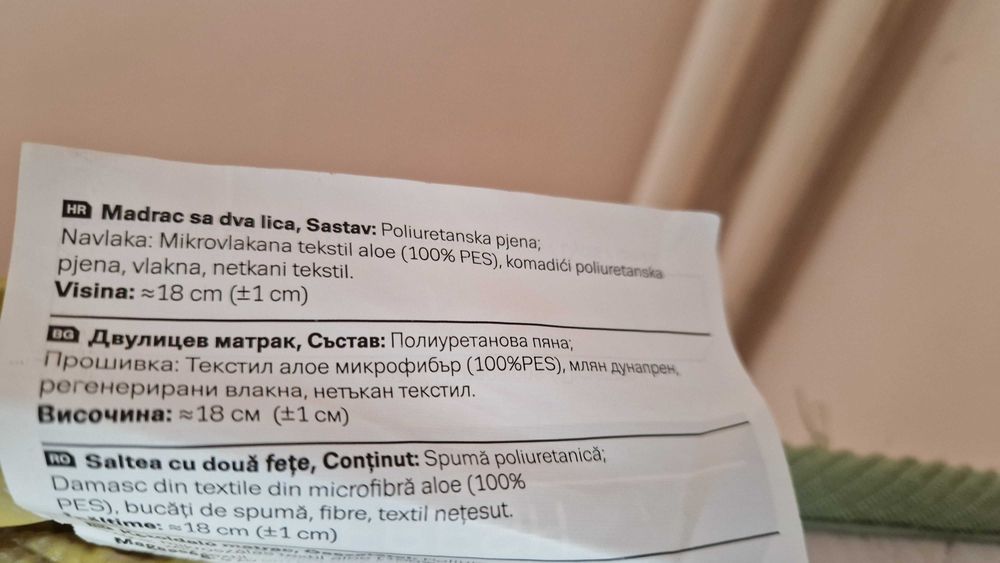 HR Madrac sa dva lica, Sastav: Poliuretanska pjena;
Navlaka: Mikrovlakana tekstil aloe (100% PES), komadići poliuretanska
pjena, vlakna, netkani tekstil.
Visina: ≈18 cm (±1 cm)
BG Двулицев матрак, Състав: Полиуретанова пяна;
Прошивка: Текстил алое микрофибър (100%PES), млян дунапрен,
регенерирани влакна, нетъкан текстил.
Височина: ≈18 см (±1 cm)
RO Saltea cu două fețe, Conținut: Spumă poliuretanică;
Damasc din textile din microfibră aloe (100%
PES), bucăți de spumă, fibre, textil nețesut.
≈18 cm (±1 cm)